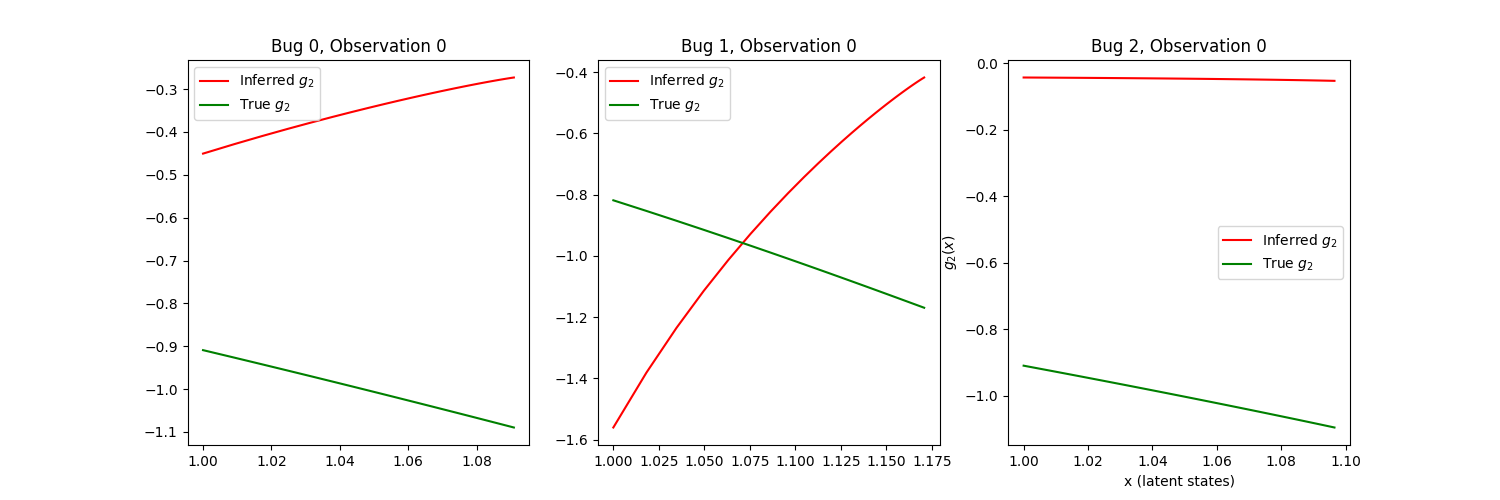 Bug 0, Observation 0
Inferred g₂
True g₂
−0.3
−0.4
−0.5
−0.6
−0.7
−0.8
−0.9
−1.0
−1.1
1.00 1.02 1.04 1.06 1.08
Bug 1, Observation 0
Inferred g₂
True g₂
−0.4
−0.6
−0.8
−1.0
−1.2
−1.4
−1.6
1.000 1.025 1.050 1.075 1.100 1.125 1.150 1.175
Bug 2, Observation 0
g₂(x)
0.0
−0.2
−0.4
−0.6
−0.8
−1.0
Inferred g₂
True g₂
1.00 1.02 1.04 1.06 1.08 1.10
x (latent states)